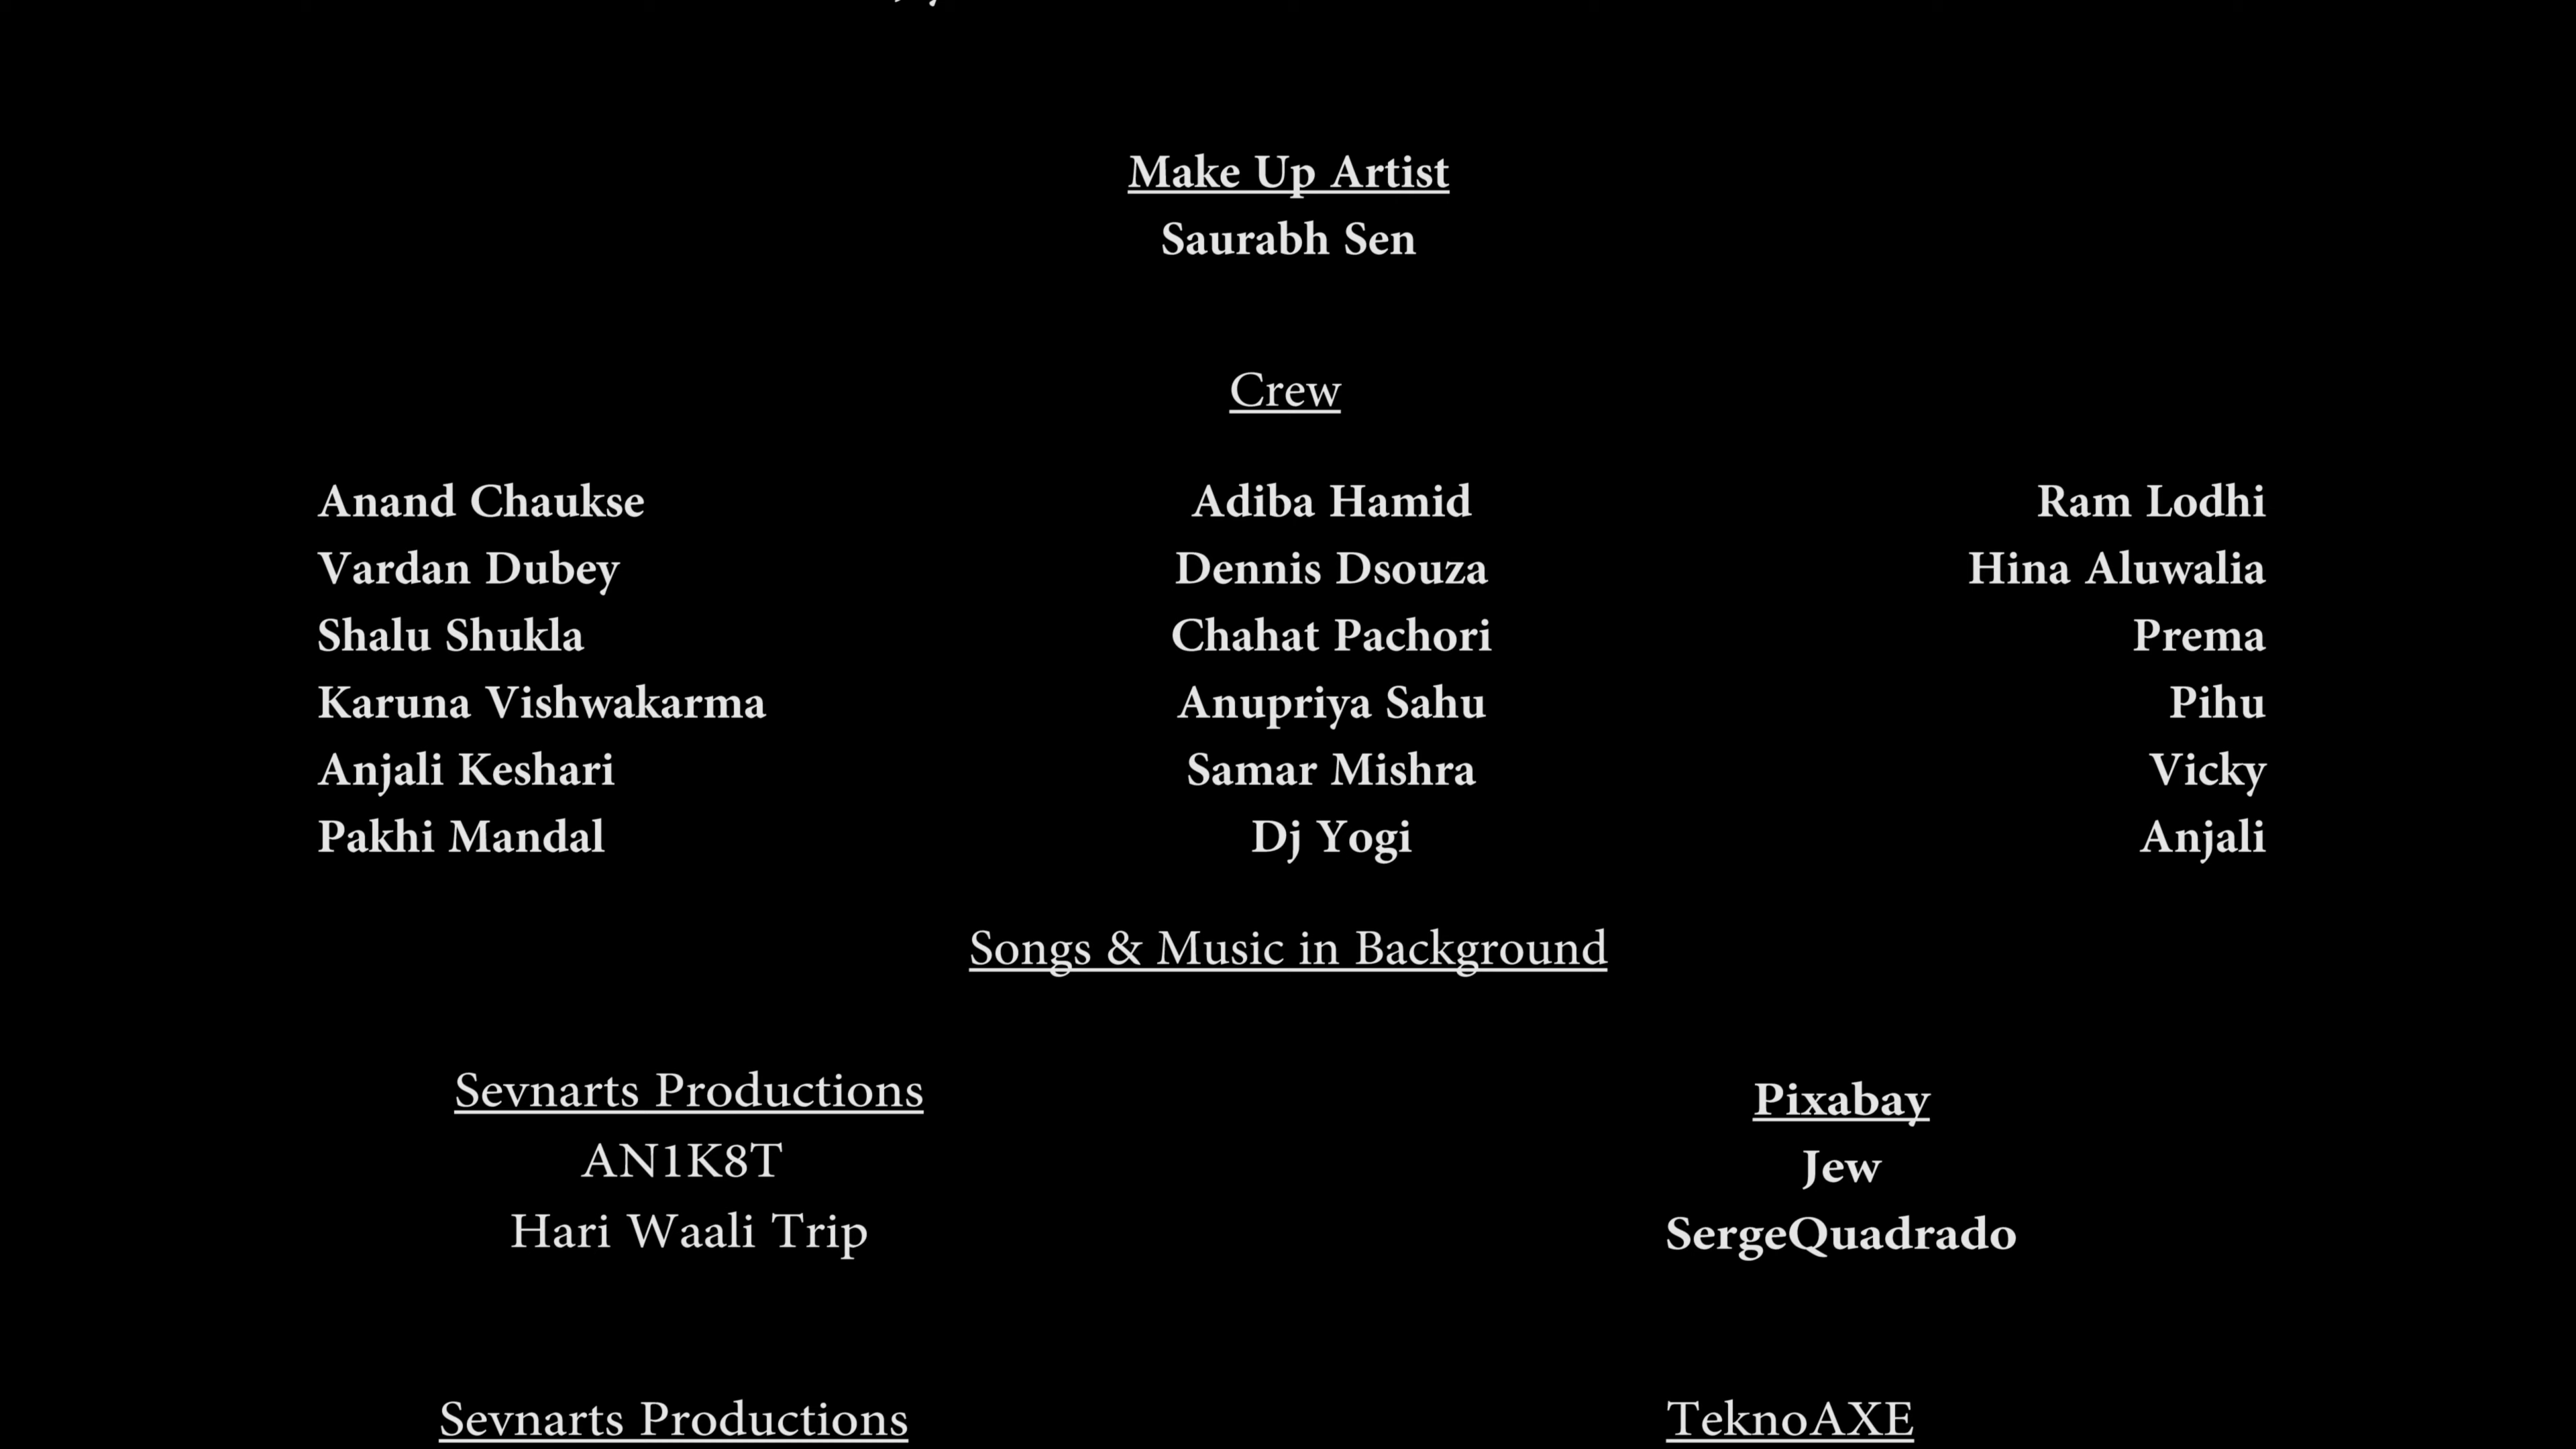 Make Up Artist
Saurabh Sen
Crew
Anand Chaukse
Vardan Dubey
Shalu Shukla
Karuna Vishwakarma
Anjali Keshari
Pakhi Mandal
Adiba Hamid
Dennis Dsouza
Chahat Pachori
Anupriya Sahu
Samar Mishra
Dj Yogi
Ram Lodhi
Hina Aluwalia
Prema
Pihu
Vicky
Anjali
Songs & Music in Background
Sevnarts Productions
AN1K8T
Hari Waali Trip
Pixabay
Jew
SergeQuadrado
Sevnarts Productions
TeknoAXE